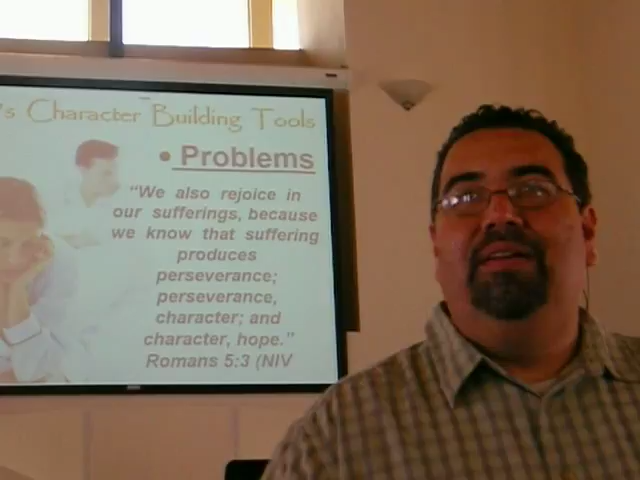 's Character Building Tools
• Problems
"We also rejoice in
our sufferings, because
we know that suffering
produces
perseverance;
perseverance,
character; and
character, hope."
Romans 5:3 (NIV